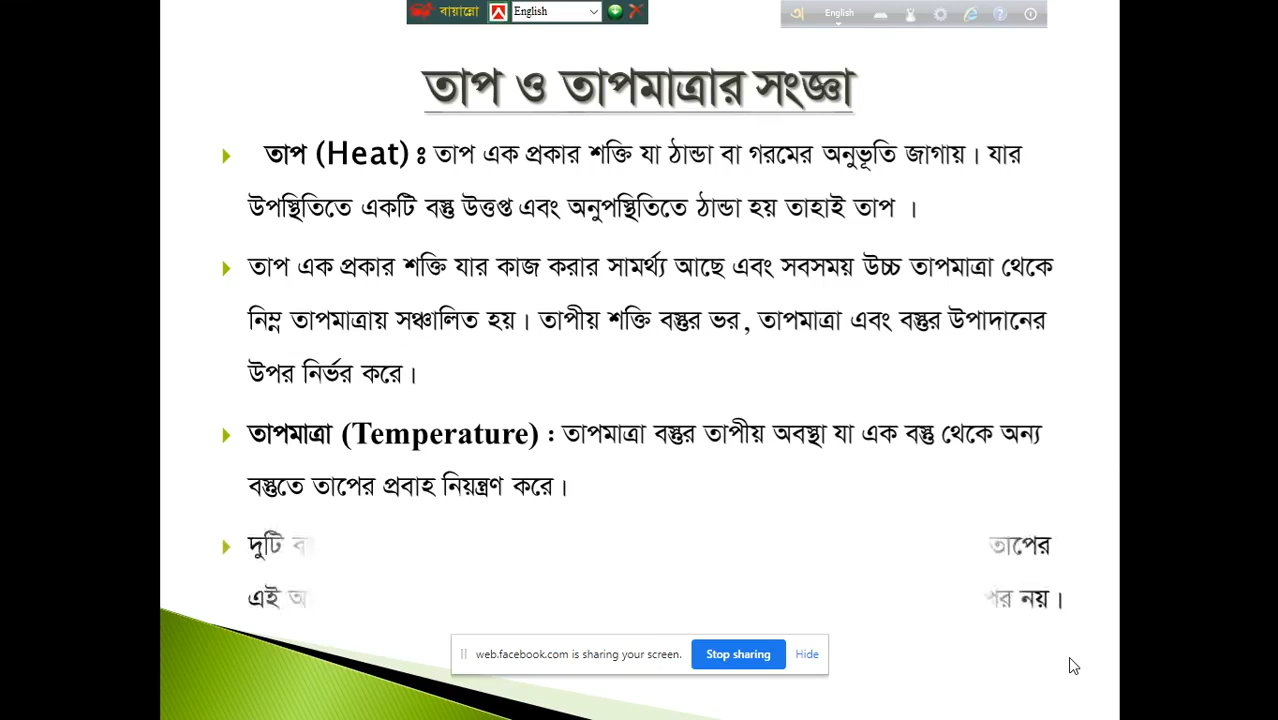 বায়ান্নো English
অ English
তাপ ও তাপমাত্রার সংজ্ঞা
তাপ (Heat) ঃ তাপ এক প্রকার শক্তি যা ঠান্ডা বা গরমের অনুভূতি জাগায়। যার
উপস্থিতিতে একটি বস্তু উত্তপ্ত এবং অনুপস্থিতিতে ঠান্ডা হয় তাহাই তাপ ।
তাপ এক প্রকার শক্তি যার কাজ করার সামর্থ্য আছে এবং সবসময় উচ্চ তাপমাত্রা থেকে
নিম্ন তাপমাত্রায় সঞ্চালিত হয়। তাপীয় শক্তি বস্তুর ভর, তাপমাত্রা এবং বস্তুর উপাদানের
উপর নির্ভর করে।
তাপমাত্রা (Temperature) : তাপমাত্রা বস্তুর তাপীয় অবস্থা যা এক বস্তু থেকে অন্য
বস্তুতে তাপের প্রবাহ নিয়ন্ত্রণ করে।
দুটি তাপের
এই নয়।
web.facebook.com is sharing your screen. Stop sharing Hide